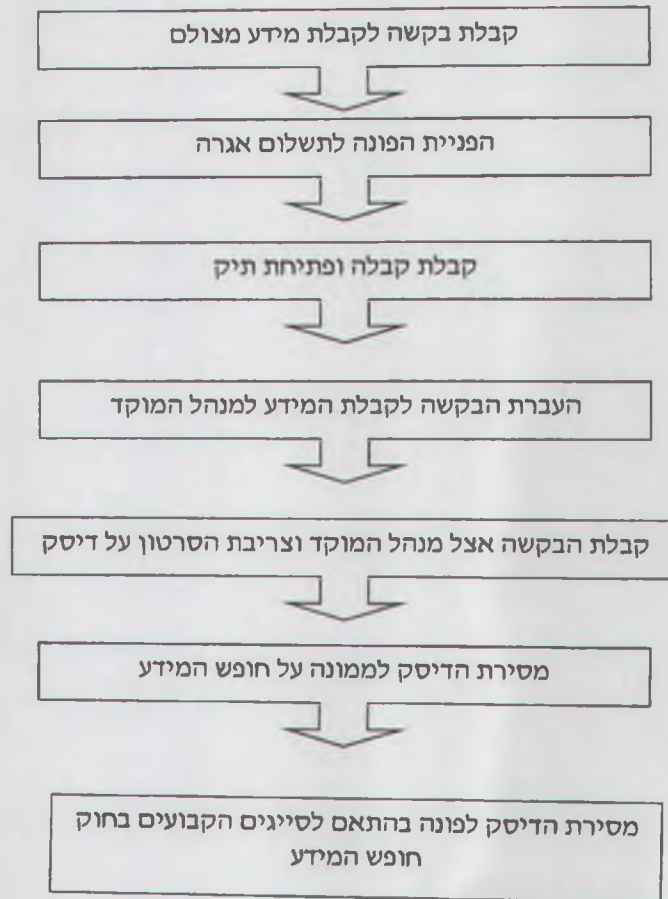 קבלת בקשה לקבלת מידע מצולם
הפניית הפונה לתשלום אגרה
קבלת קבלה ופתיחת תיק
העברת הבקשה לקבלת המידע למנהל המוקד
קבלת הבקשה אצל מנהל המוקד וצריבת הסרטון על דיסק
מסירת הדיסק לממונה על חופש המידע
מסירת הדיסק לפונה בהתאם לסייגים הקבועים בחוק
חופש המידע